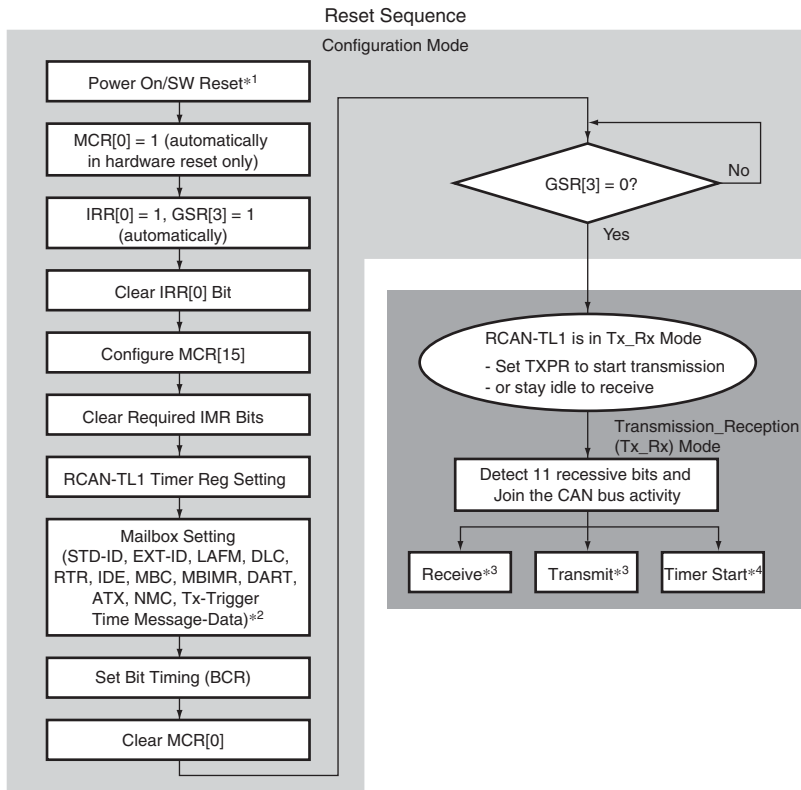 Reset Sequence
Configuration Mode
Power On/SW Reset*1
MCR[0] = 1 (automatically
in hardware reset only)
IRR[0] = 1, GSR[3] = 1
(automatically)
Clear IRR[0] Bit
Configure MCR[15]
Clear Required IMR Bits
RCAN-TL1 Timer Reg Setting
Mailbox Setting
(STD-ID, EXT-ID, LAFM, DLC,
RTR, IDE, MBC, MBIMR, DART,
ATX, NMC, Tx-Trigger
Time Message-Data)*2
Set Bit Timing (BCR)
Clear MCR[0]
GSR[3] = 0?
No
Yes
RCAN-TL1 is in Tx_Rx Mode
- Set TXPR to start transmission
- or stay idle to receive
Transmission_Reception
(Tx_Rx) Mode
Detect 11 recessive bits and
Join the CAN bus activity
Receive*3
Transmit*3
Timer Start*4